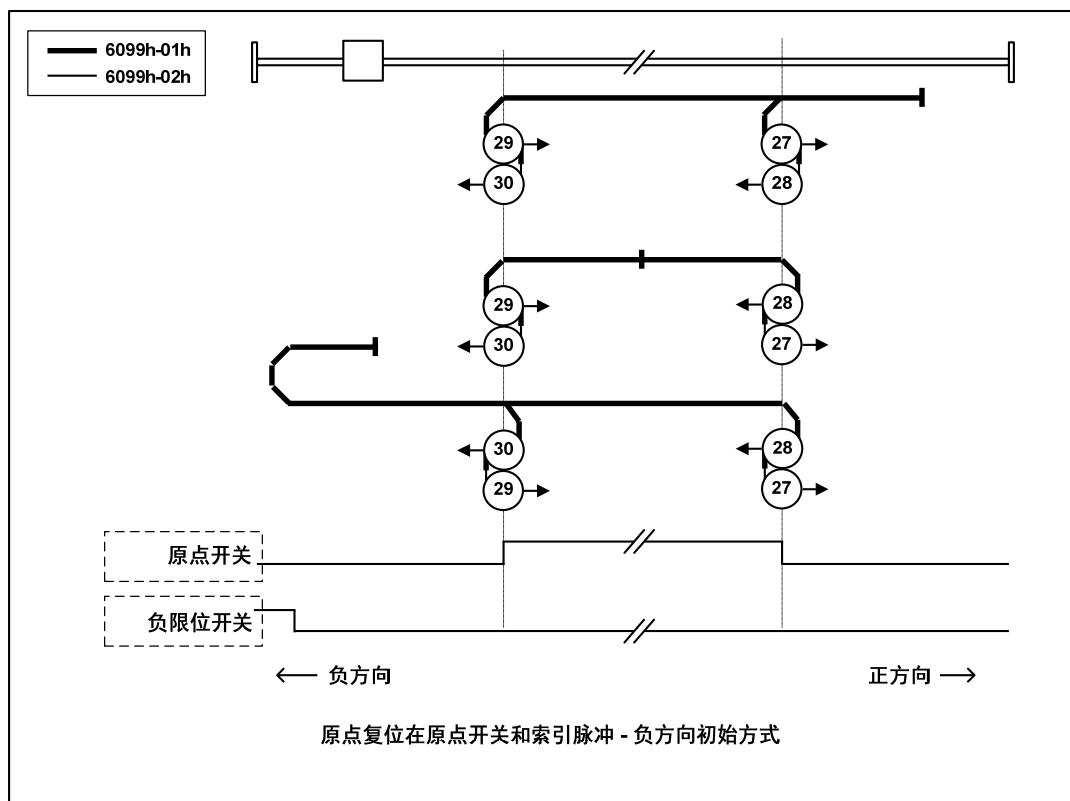 6099h-01h
6099h-02h
29 27
30 28
29 28
30 27
30 28
29 27
原点开关
负限位开关
负方向 正方向
原点复位在原点开关和索引脉冲 - 负方向初始方式